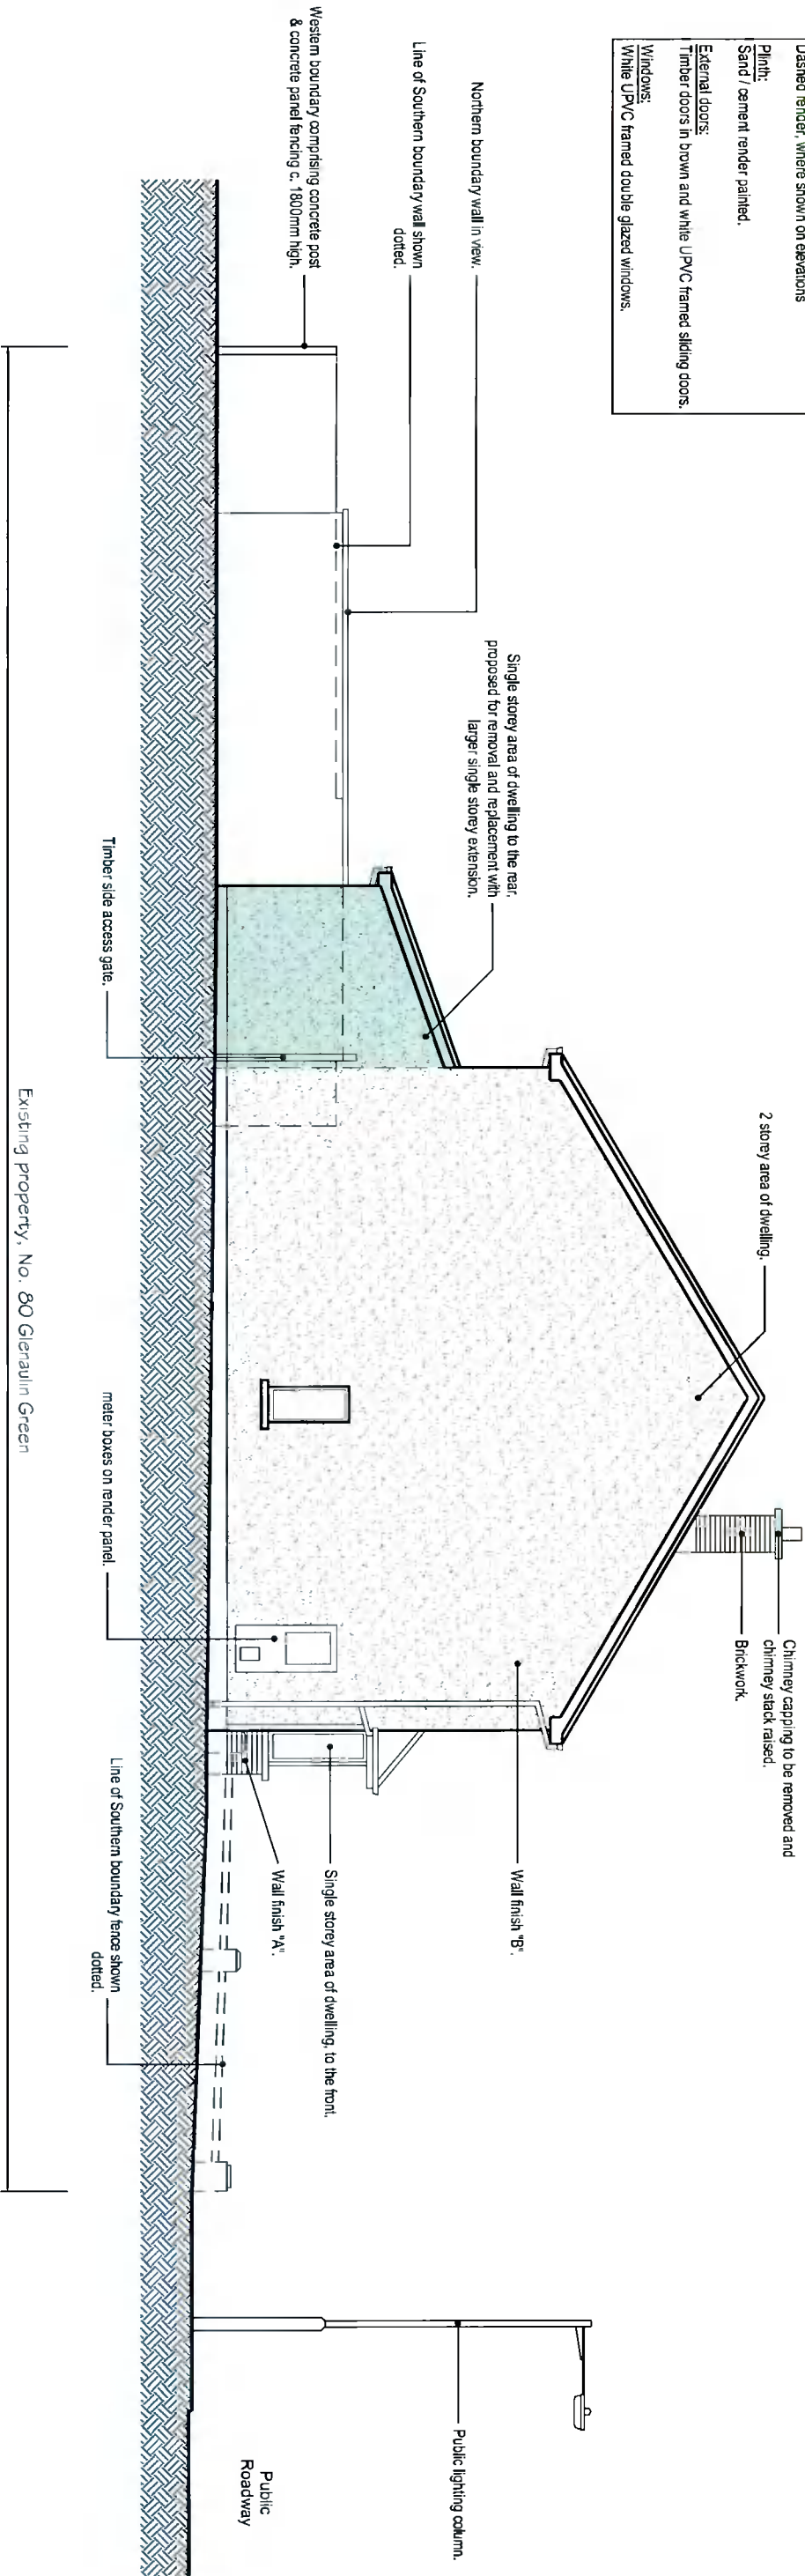 Dashed render, where shown on elevations
Plinth:
Sand / cement render painted.
External doors:
Timber doors in brown and white UPVC framed sliding doors.
Windows:
White UPVC framed double glazed windows.
Northern boundary wall in view.
Line of Southern boundary wall shown
dotted.
Western boundary comprising concrete post
& concrete panel fencing c. 1800mm high.
Single storey area of dwelling to the rear,
proposed for removal and replacement with
larger single storey extension.
2 storey area of dwelling.
Chimney capping to be removed and
chimney stack raised.
Brickwork.
Wall finish "B".
Single storey area of dwelling, to the front.
Wall finish "A".
Line of Southern boundary fence shown
dotted.
Timber side access gate.
meter boxes on render panel.
Public lighting column.
Public
Roadway
Existing property, No. 80 Glenaulin Green